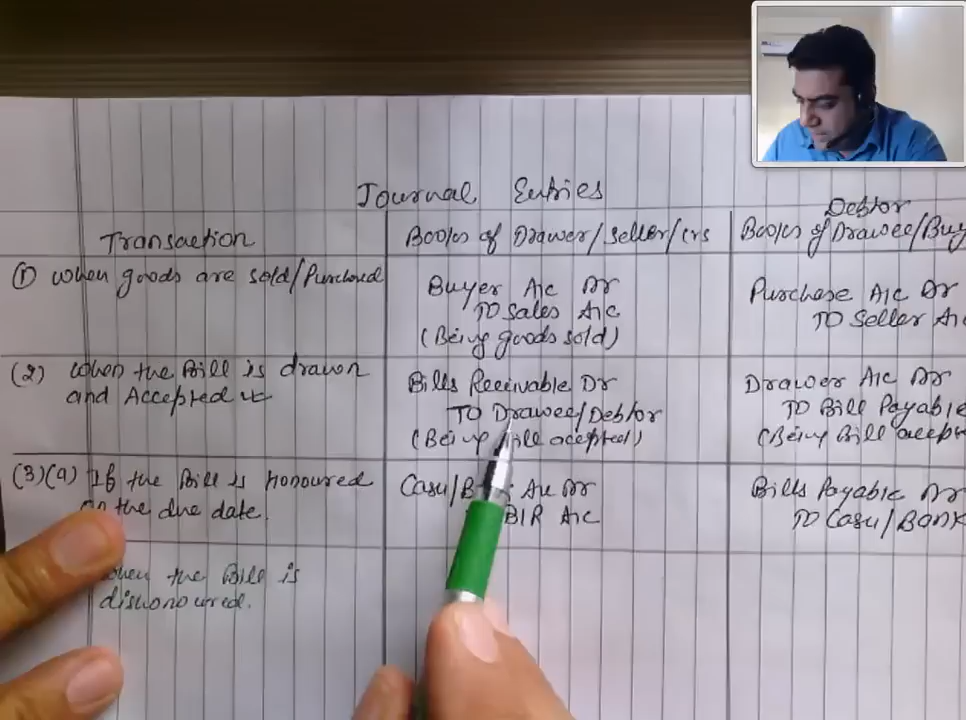 Journal Entries
Transaction
Books of Drawer/Seller/Crs
Debtor
Books of Drawee/Buy
(1) When goods are sold/Purchased
Buyer A/c Dr
To Sales A/c
(Being goods sold)
Purchase A/c Dr
To Seller A/c
(2) When the Bill is drawn
and Accepted it
Bills Receivable Dr
To Drawee/Debtor
(Being Bill accepted)
Drawer A/c Dr
To Bill Payable
(Being Bill accep
(3)(a) If the Bill is Honoured
on the due date.
Cash/Bank A/c Dr
B/R A/c
Bills Payable Dr
To Cash/Bank
When the Bill is
dishonoured.